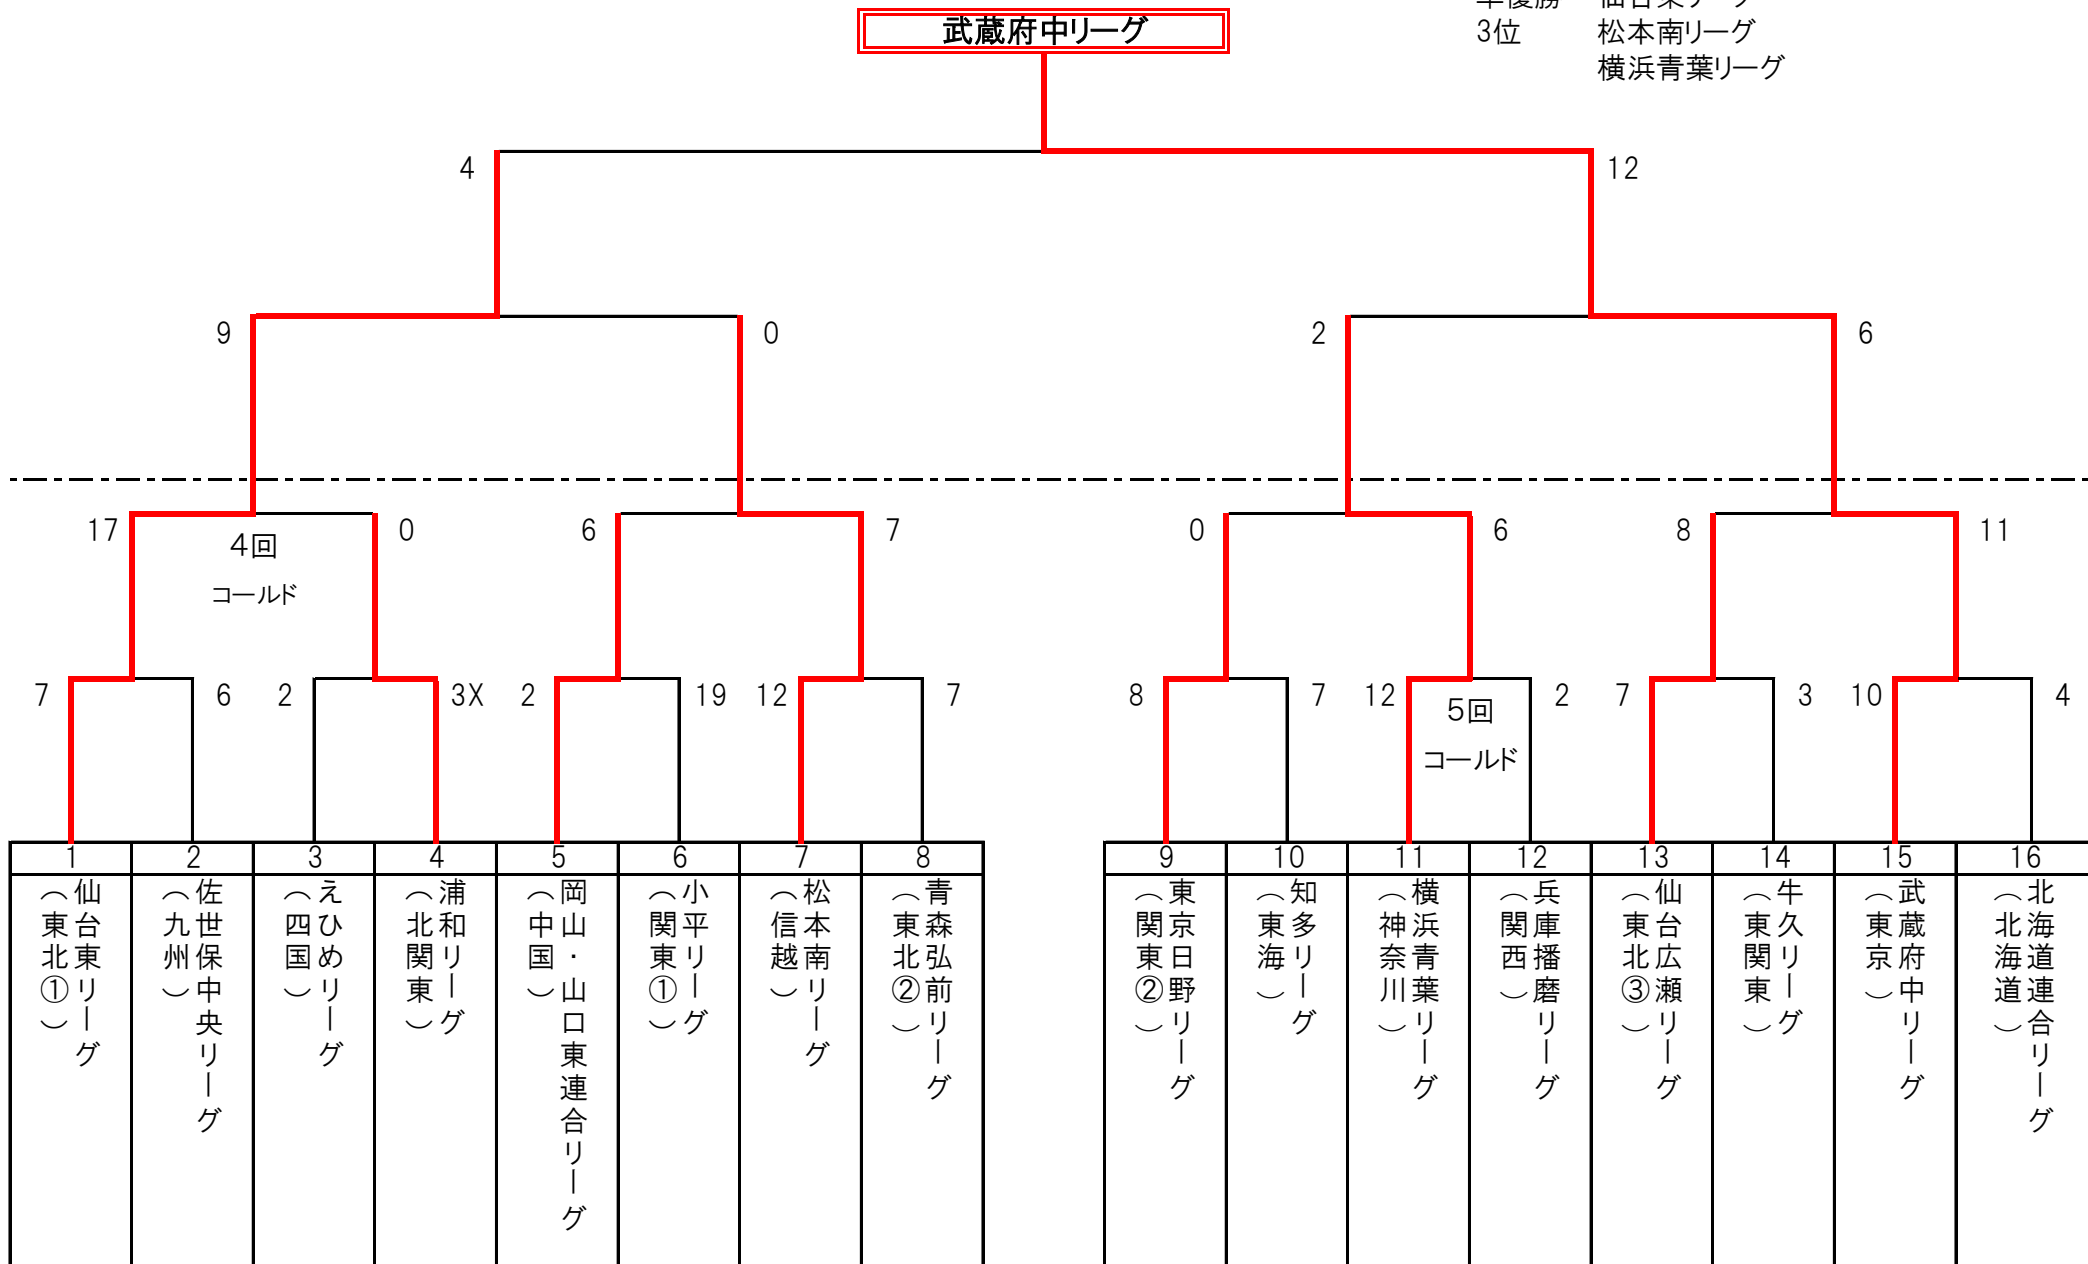 武蔵府中リーグ
準優勝 仙台東リーグ
3位 松本南リーグ
横浜青葉リーグ
4 12
9 0 2 6
17 0 6 7 0 6 8 11
4回
コールド
7 6 2 3X 2 19 12 7 8 7 12 2 7 3 10 4
5回
コールド
1 2 3 4 5 6 7 8 9 10 11 12 13 14 15 16
仙台東リーグ
（東北①）
佐世保中央リーグ
（九州）
えひめリーグ
（四国）
浦和リーグ
（北関東）
岡山・山口東連合リーグ
（中国）
小平リーグ
（関東①）
松本南リーグ
（信越）
青森弘前リーグ
（東北②）
東京日野リーグ
（関東②）
知多リーグ
（東海）
横浜青葉リーグ
（神奈川）
兵庫播磨リーグ
（関西）
仙台広瀬リーグ
（東北③）
牛久リーグ
（東関東）
武蔵府中リーグ
（東京）
北海道連合リーグ
（北海道）